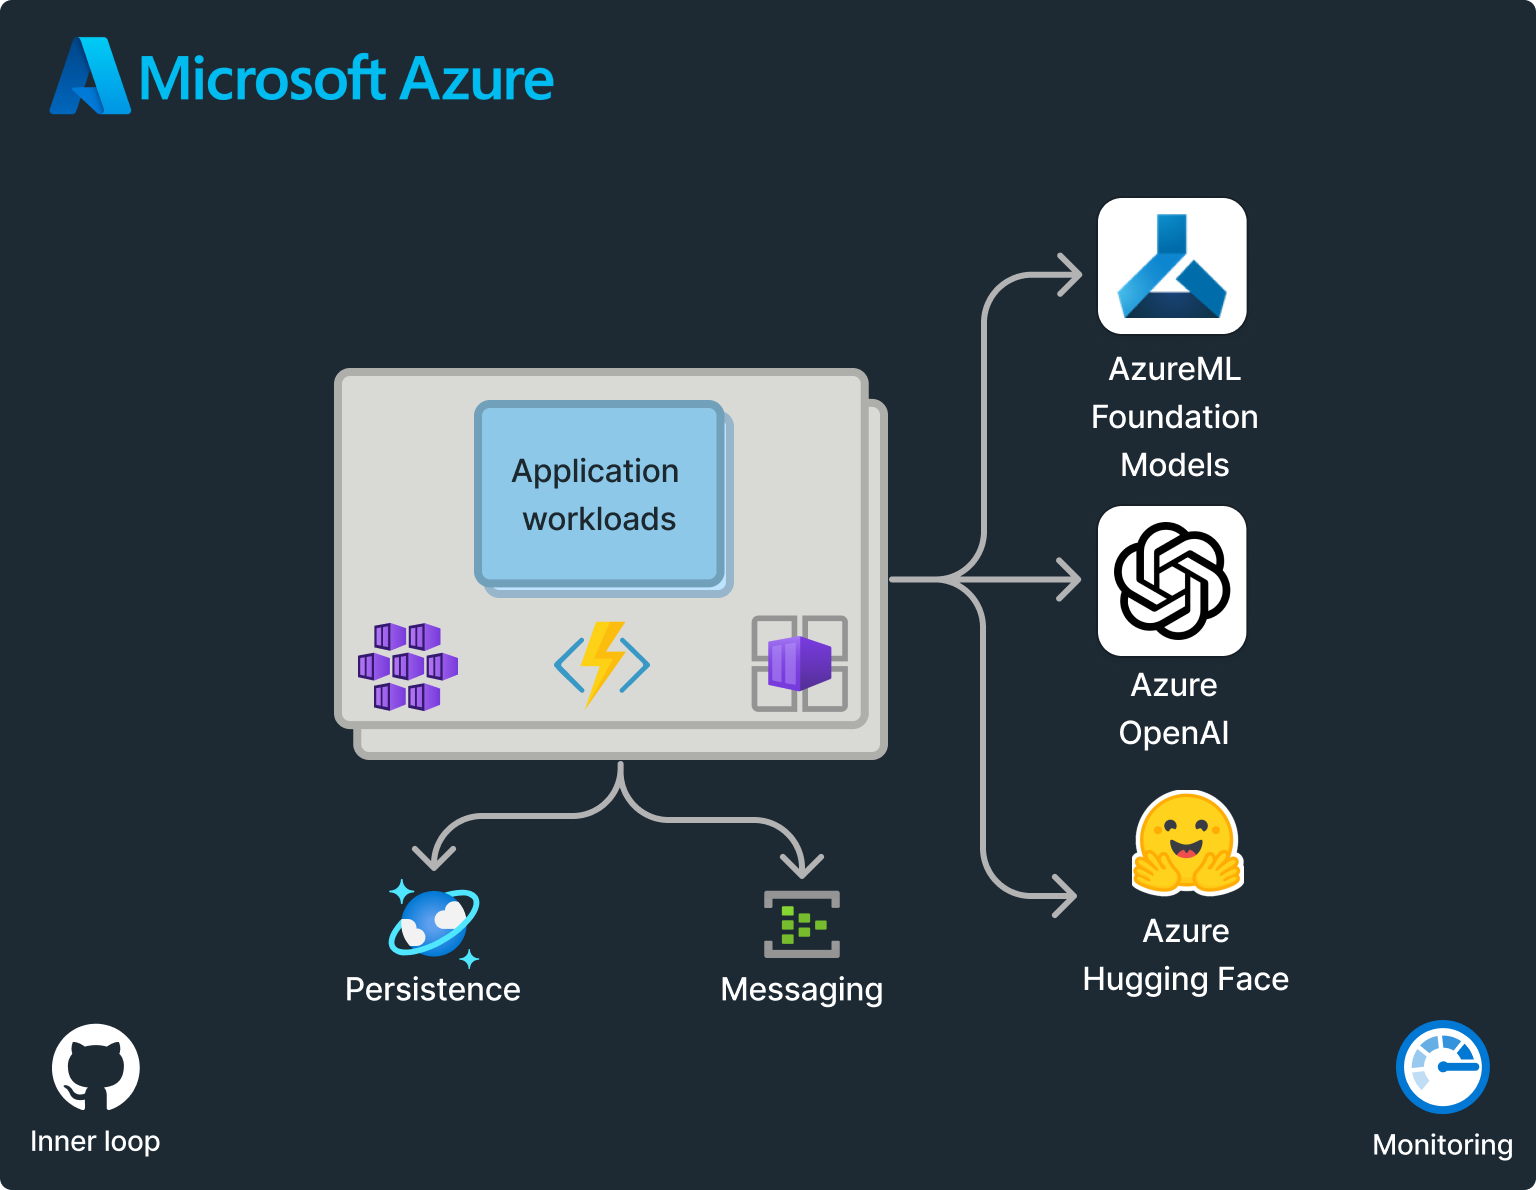 Microsoft Azure
AzureML
Foundation
Models
Application
workloads
Azure
OpenAI
Azure
Hugging Face
Persistence
Messaging
Inner loop
Monitoring